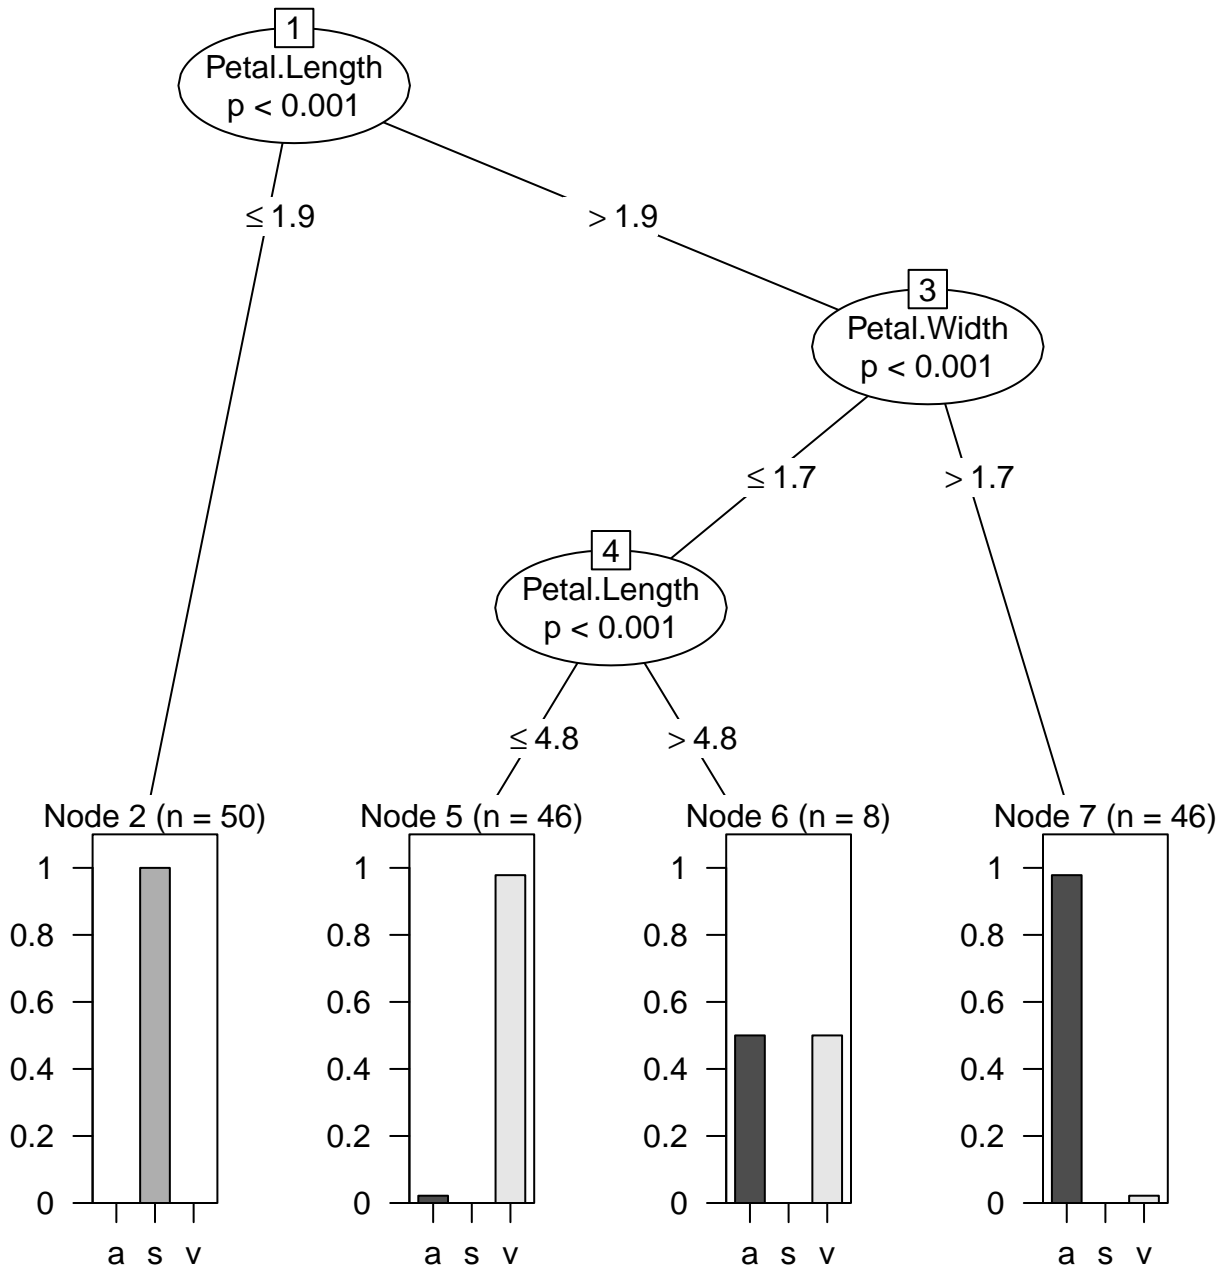 1
Petal.Length
p < 0.001
≤ 1.9
> 1.9
3
Petal.Width
p < 0.001
≤ 1.7
> 1.7
4
Petal.Length
p < 0.001
≤ 4.8
> 4.8
Node 2 (n = 50)
1
0.8
0.6
0.4
0.2
0
a s v
Node 5 (n = 46)
1
0.8
0.6
0.4
0.2
0
a s v
Node 6 (n = 8)
1
0.8
0.6
0.4
0.2
0
a s v
Node 7 (n = 46)
1
0.8
0.6
0.4
0.2
0
a s v